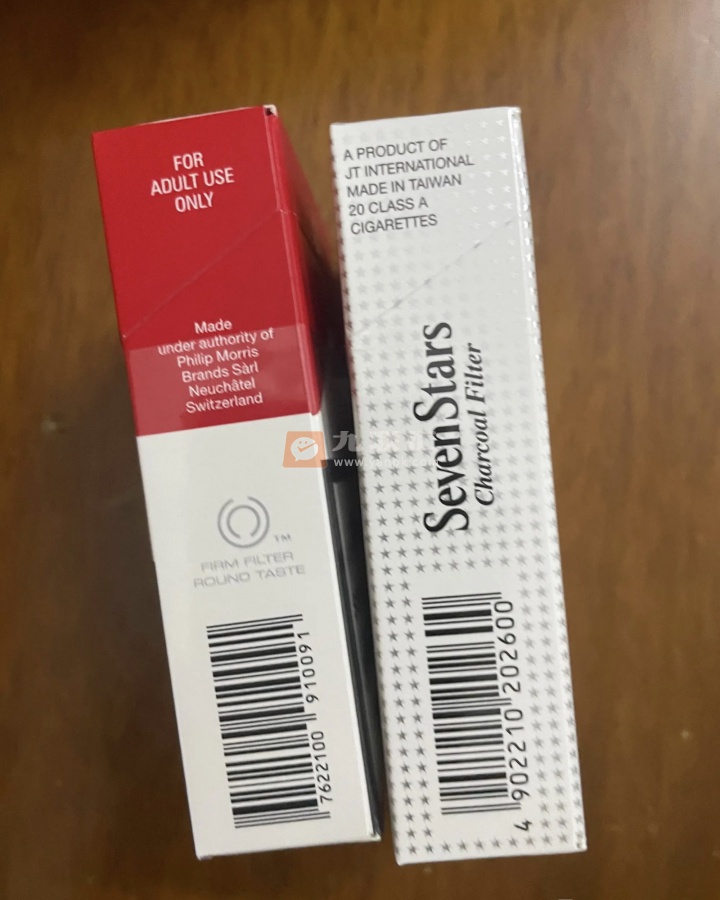 FOR
ADULT USE
ONLY
Made
under authority of
Philip Morris
Brands Sàrl
Neuchâtel
Switzerland
TM
FIRM FILTER
ROUND TASTE
7622100 910091
A PRODUCT OF
JT INTERNATIONAL
MADE IN TAIWAN
20 CLASS A
CIGARETTES
SevenStars
Charcoal Filter
4 902210 202600